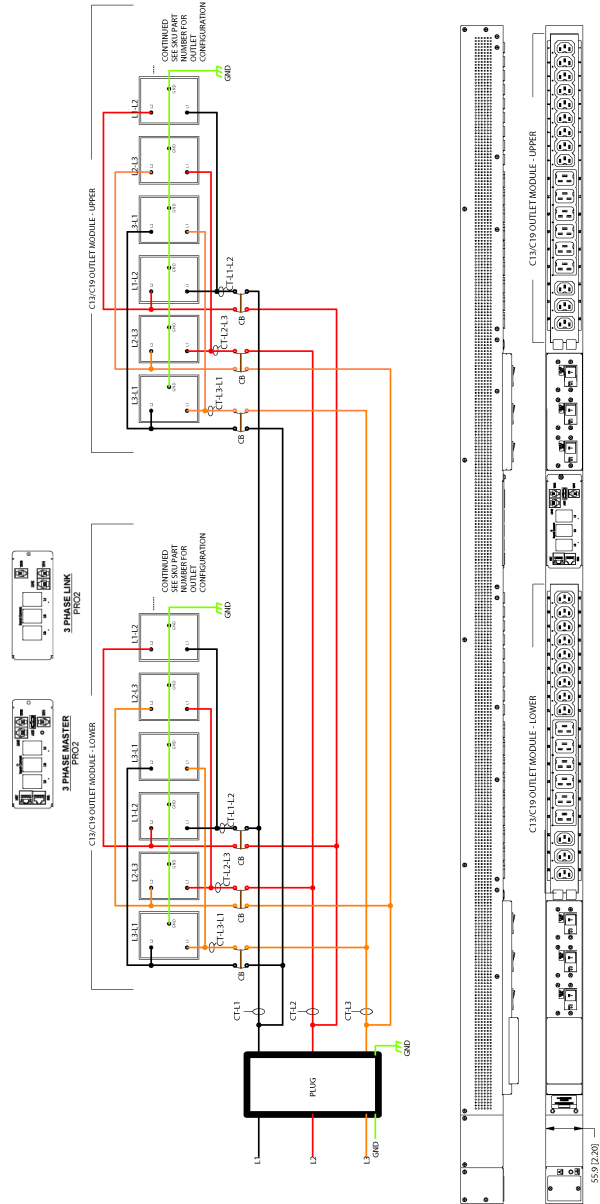 3 PHASE LINK
PRO2
3 PHASE MASTER
PRO2
C13/C19 OUTLET MODULE - UPPER
CONTINUED
SEE SKU PART
NUMBER FOR
OUTLET
CONFIGURATION
GND
L1-L2
L2-L3
3-L1
L1-L2
L2-L3
L3-L1
CT-L1-L2
CT-L2-L3
CT-L3-L1
CB
CB
CB
C13/C19 OUTLET MODULE - LOWER
CONTINUED
SEE SKU PART
NUMBER FOR
OUTLET
CONFIGURATION
GND
L1-L2
L2-L3
L3-L1
L1-L2
L2-L3
L3-L1
CT-L1-L2
CT-L2-L3
CT-L3-L1
CB
CB
CB
CT-L1
CT-L2
CT-L3
PLUG
GND
L1
L2
L3
GND
C13/C19 OUTLET MODULE - UPPER
C13/C19 OUTLET MODULE - LOWER
55.9 [2.20]